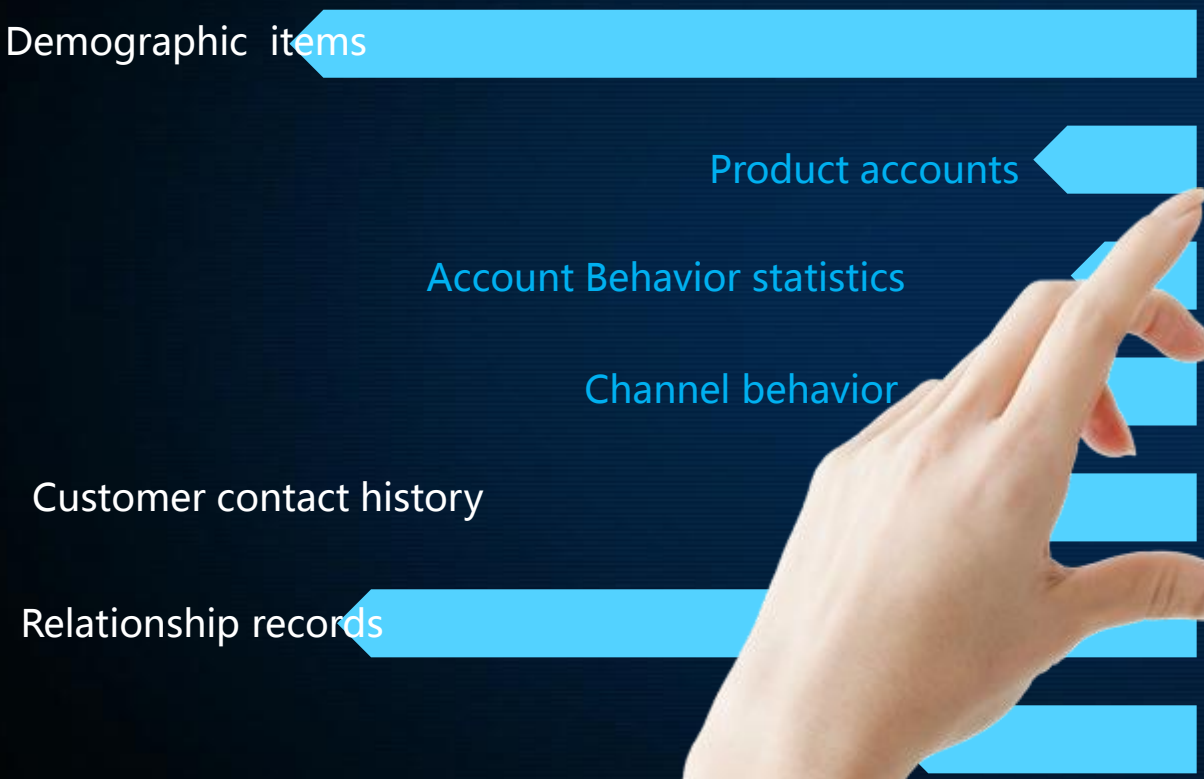 Demographic items
Product accounts
Account Behavior statistics
Channel behavior
Customer contact history
Relationship records